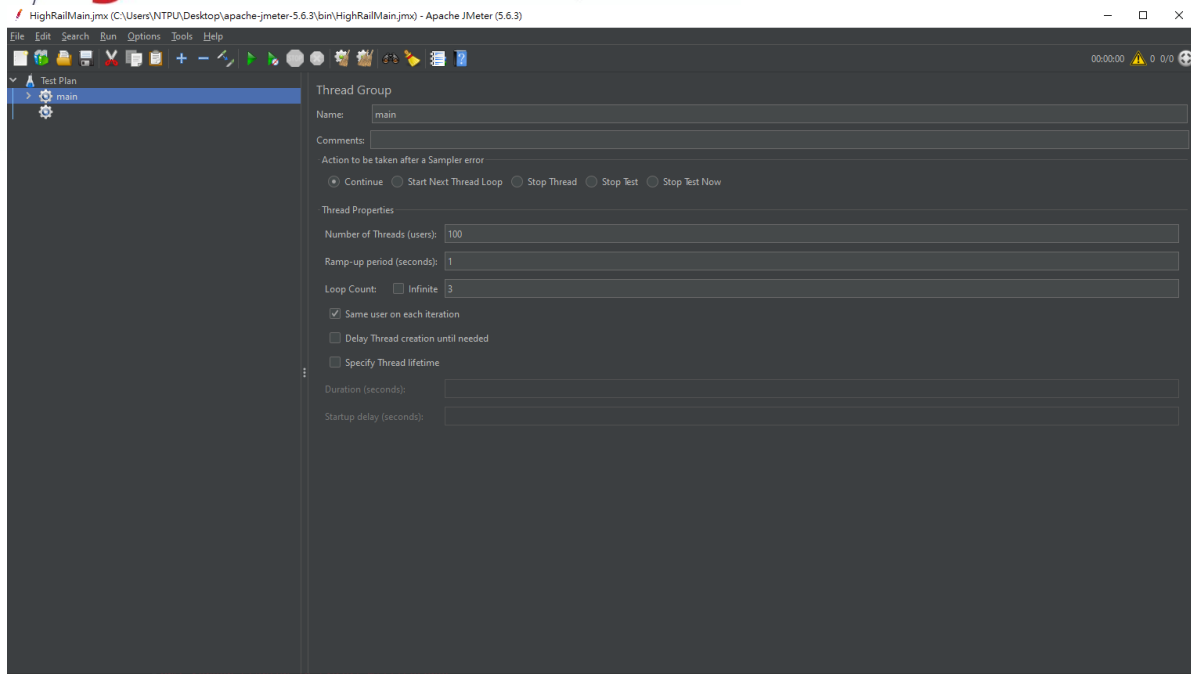 HighRailMain.jmx (C:\Users\NTPU\Desktop\apache-jmeter-5.6.3\bin\HighRailMain.jmx) - Apache JMeter (5.6.3)
File Edit Search Run Options Tools Help
00:00:00 0 0/0
Test Plan
main
Thread Group
Name: main
Comments:
Action to be taken after a Sampler error
Continue Start Next Thread Loop Stop Thread Stop Test Stop Test Now
Thread Properties
Number of Threads (users): 100
Ramp-up period (seconds): 1
Loop Count: Infinite 3
Same user on each iteration
Delay Thread creation until needed
Specify Thread lifetime
Duration (seconds):
Startup delay (seconds):